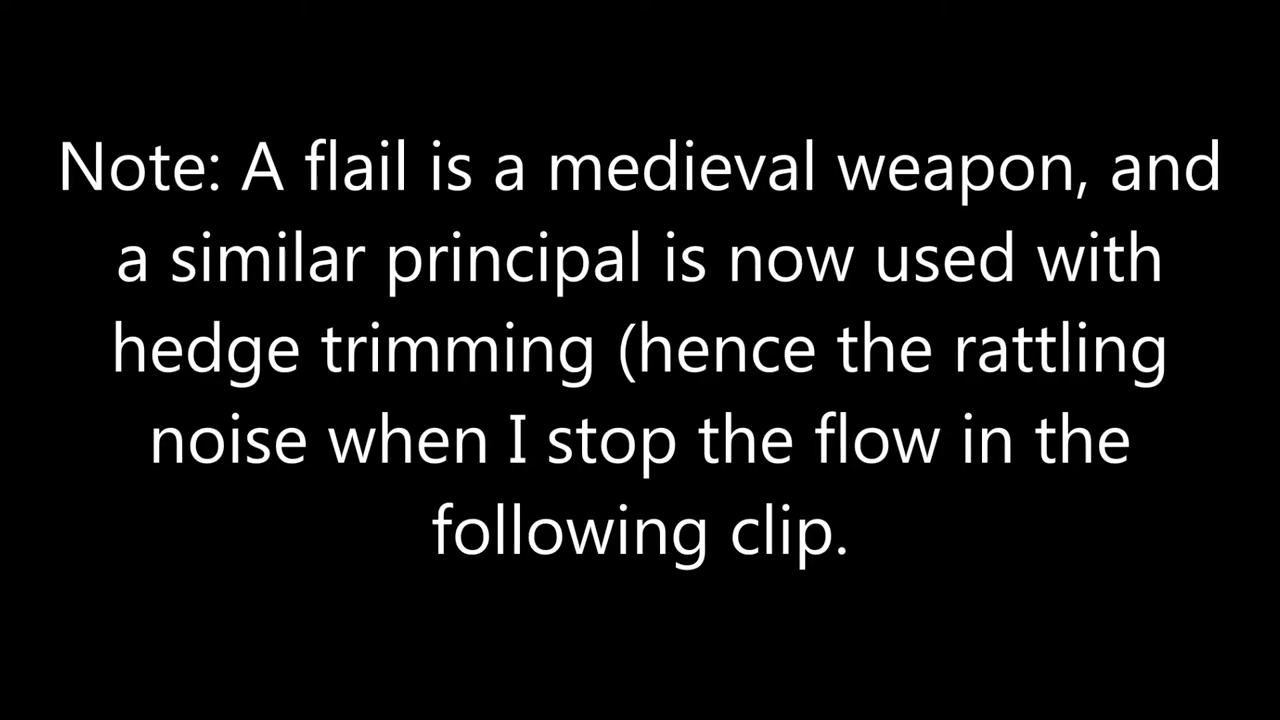 Note: A flail is a medieval weapon, and
a similar principal is now used with
hedge trimming (hence the rattling
noise when I stop the flow in the
following clip.